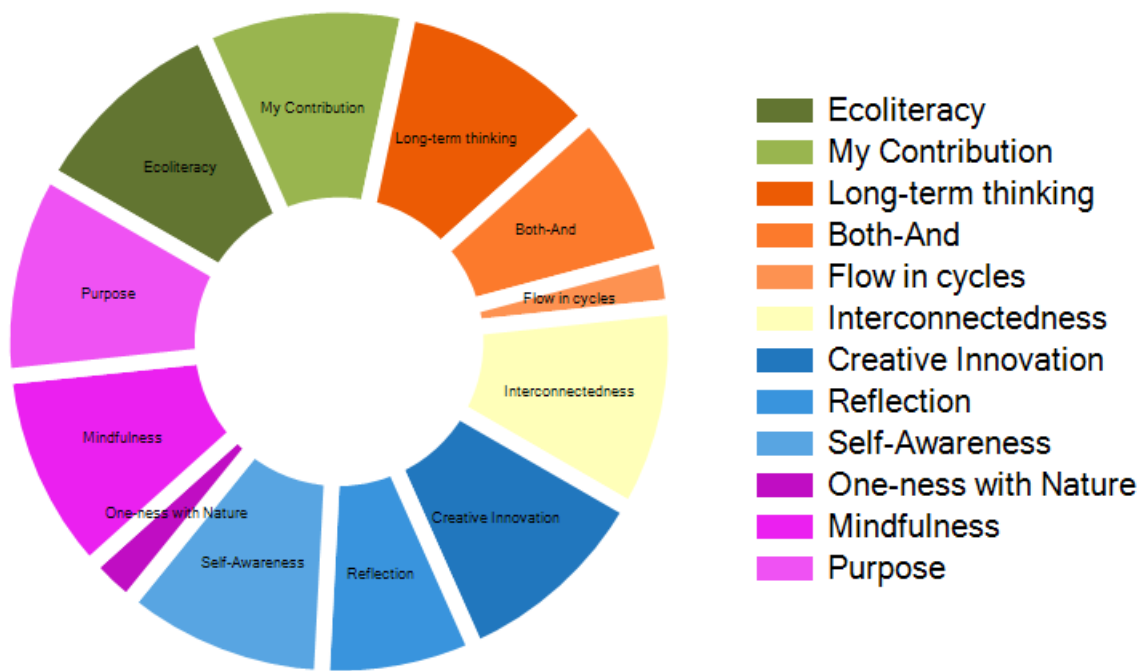 My Contribution
Long-term thinking
Ecoliteracy
Both-And
Purpose
Flow in cycles
Interconnectedness
Mindfulness
One-ness with Nature
Creative Innovation
Self-Awareness
Reflection
Ecoliteracy
My Contribution
Long-term thinking
Both-And
Flow in cycles
Interconnectedness
Creative Innovation
Reflection
Self-Awareness
One-ness with Nature
Mindfulness
Purpose